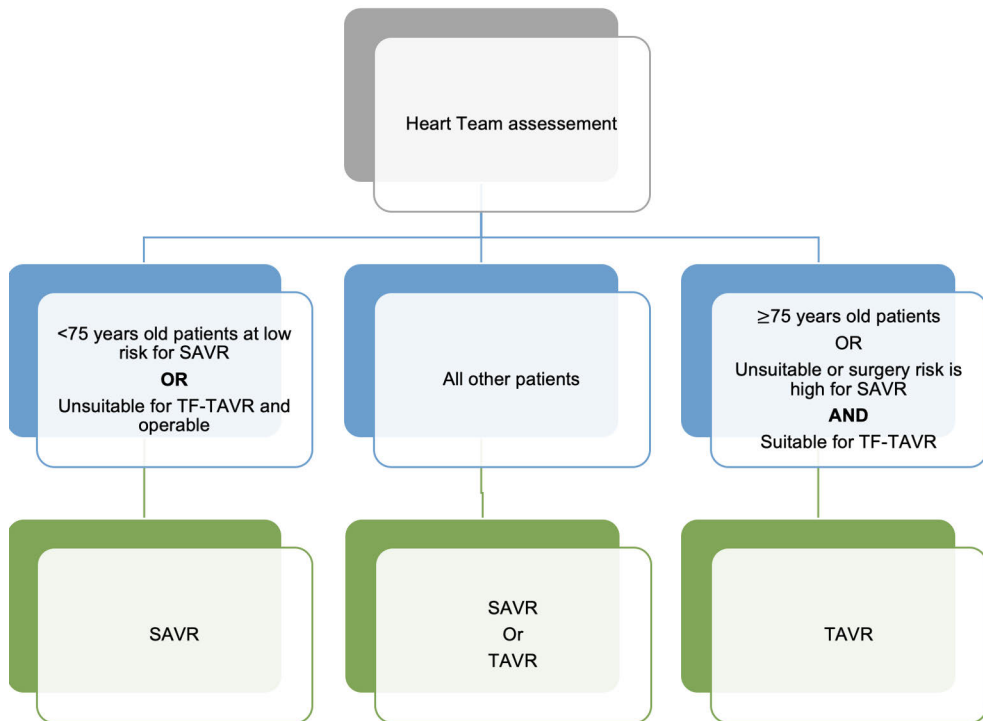 Heart Team assessement
<75 years old patients at low
risk for SAVR
OR
Unsuitable for TF-TAVR and
operable
All other patients
≥75 years old patients
OR
Unsuitable or surgery risk is
high for SAVR
AND
Suitable for TF-TAVR
SAVR
SAVR
Or
TAVR
TAVR